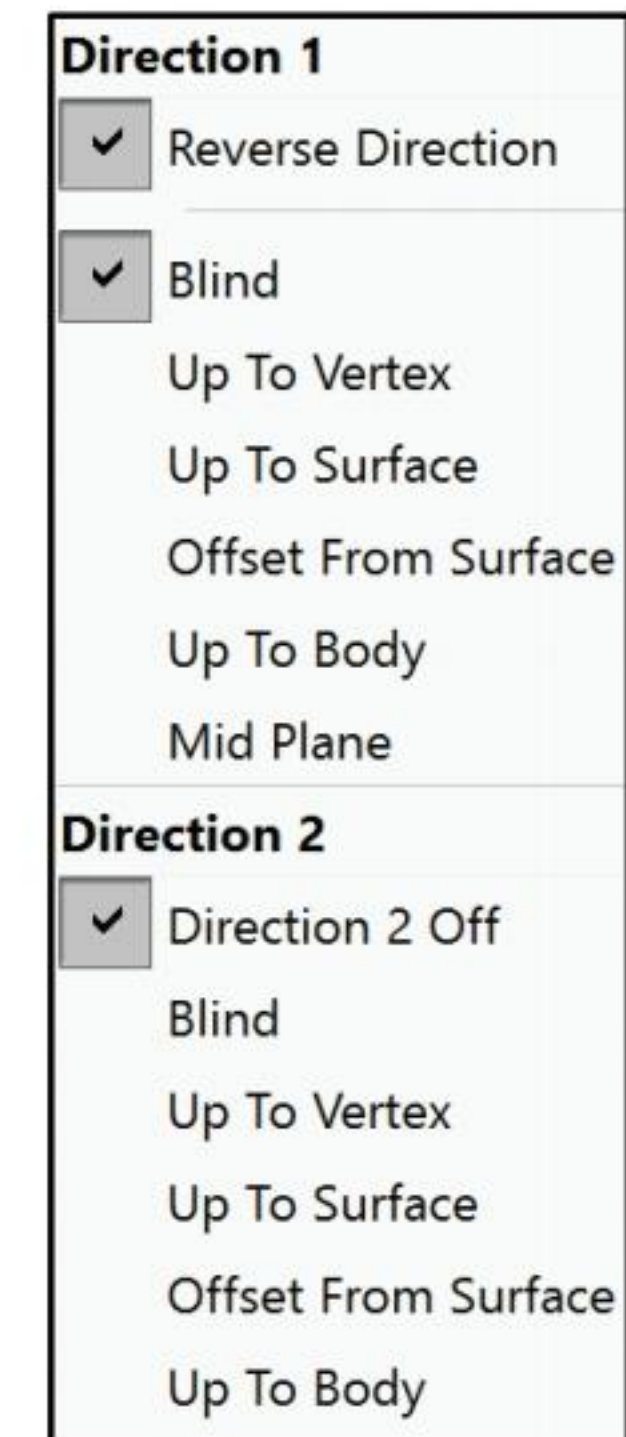 Direction 1
Reverse Direction
Blind
Up To Vertex
Up To Surface
Offset From Surface
Up To Body
Mid Plane
Direction 2
Direction 2 Off
Blind
Up To Vertex
Up To Surface
Offset From Surface
Up To Body